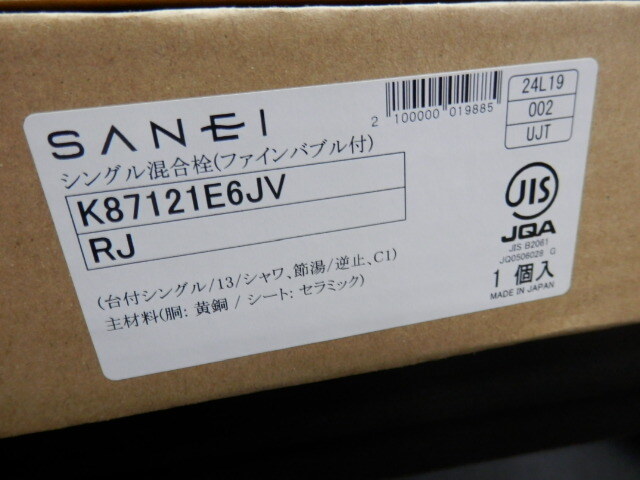 SANEI
シングル混合栓(ファインバブル付)
K87121E6JV
RJ
(台付シングル/13/シャワ、節湯/逆止、C1)
主材料(胴: 黄銅 / シート: セラミック)
2 100000 019885
24L19
002
UJT
JIS
JQA
JIS B2061
JQ0506028 G
1 個入
MADE IN JAPAN